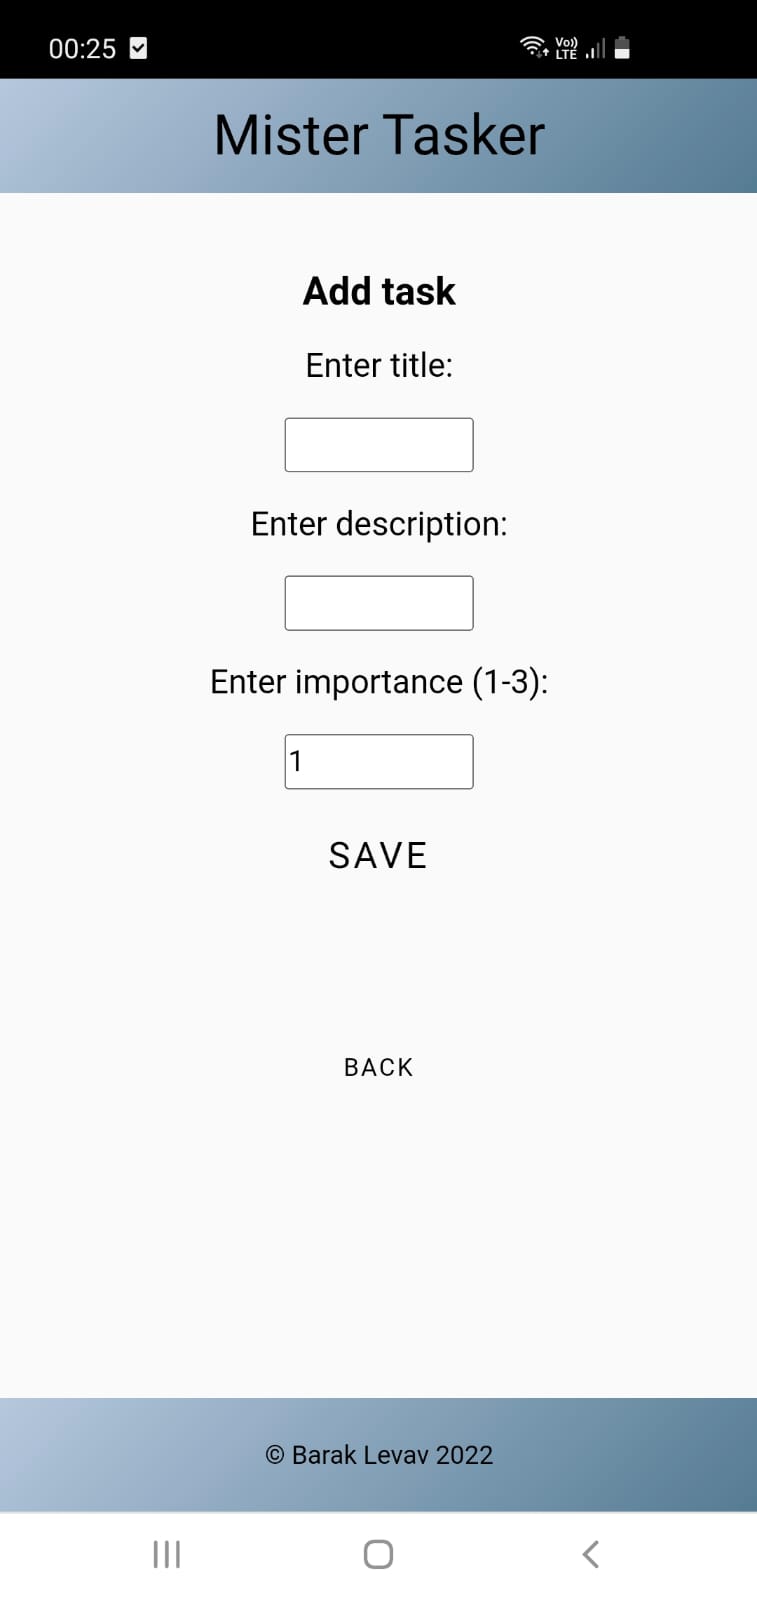 00:25
Vo)) LTE
Mister Tasker
Add task
Enter title:
Enter description:
Enter importance (1-3):
1
SAVE
BACK
© Barak Levav 2022